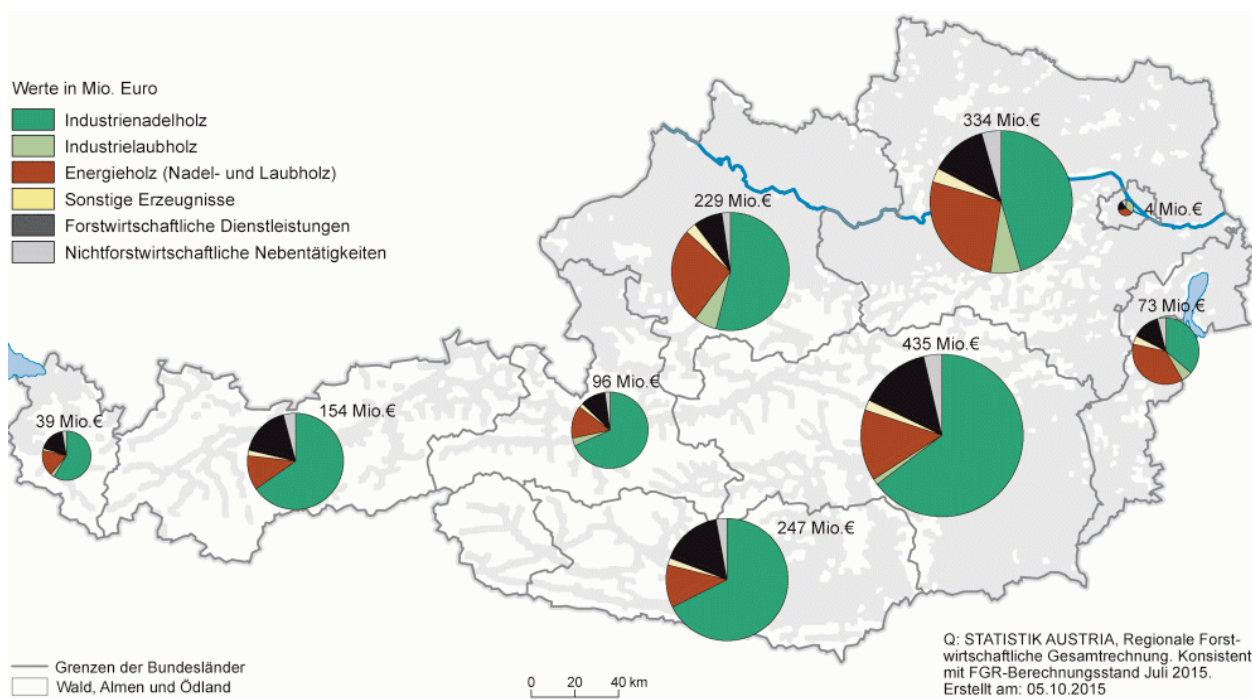 Werte in Mio. Euro
Industrienadelholz
Industrielaubholz
Energieholz (Nadel- und Laubholz)
Sonstige Erzeugnisse
Forstwirtschaftliche Dienstleistungen
Nichtforstwirtschaftliche Nebentätigkeiten
334 Mio.€
229 Mio.€
4 Mio.€
73 Mio.€
435 Mio.€
96 Mio.€
39 Mio.€
154 Mio.€
247 Mio.€
Grenzen der Bundesländer
Wald, Almen und Ödland
0 20 40 km
Q: STATISTIK AUSTRIA, Regionale Forst-
wirtschaftliche Gesamtrechnung. Konsistent
mit FGR-Berechnungsstand Juli 2015.
Erstellt am: 05.10.2015